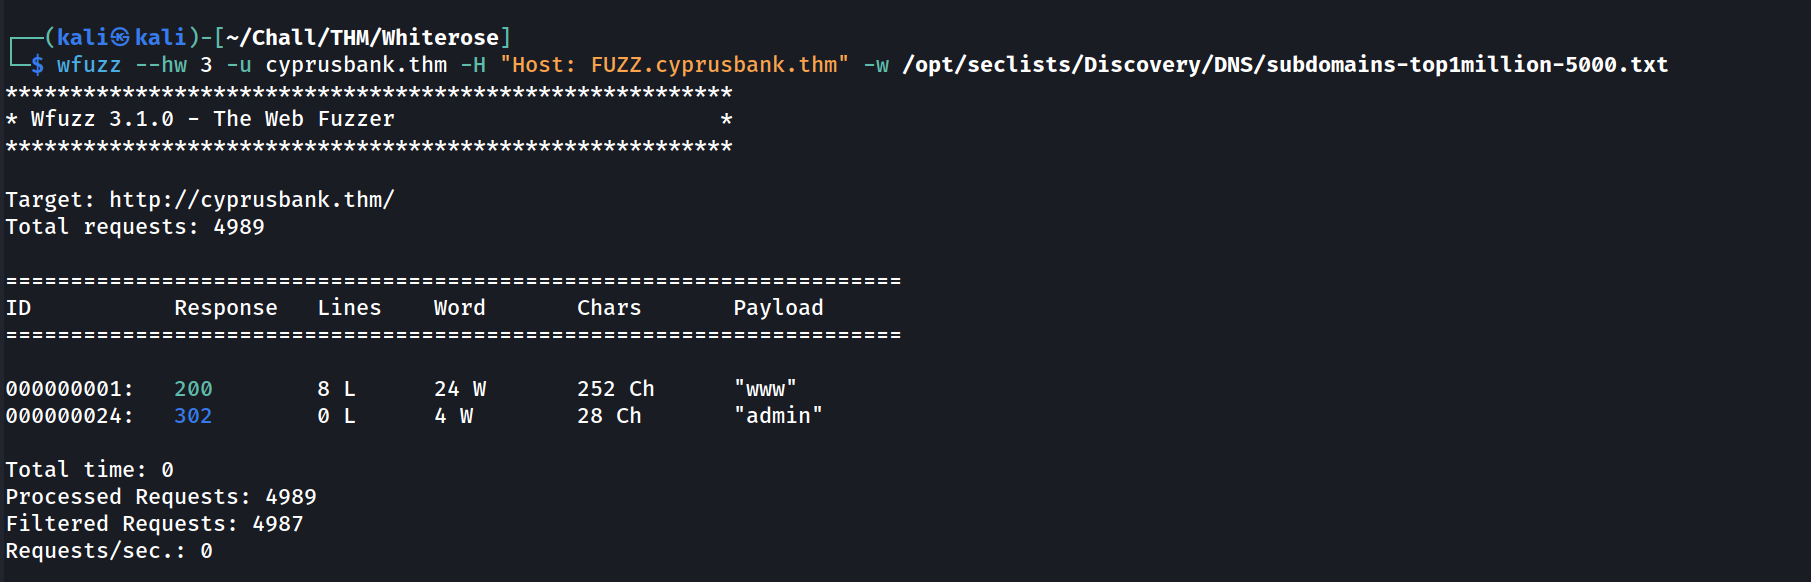 ┌──(kali㉿kali)-[~/Chall/THM/Whiterose]
└─$ wfuzz --hw 3 -u cyprusbank.thm -H "Host: FUZZ.cyprusbank.thm" -w /opt/seclists/Discovery/DNS/subdomains-top1million-5000.txt
********************************************************
* Wfuzz 3.1.0 - The Web Fuzzer                         *
********************************************************
Target: http://cyprusbank.thm/
Total requests: 4989
=====================================================================
ID           Response   Lines    Word       Chars       Payload
=====================================================================
000000001:   200        8 L      24 W       252 Ch      "www"
000000024:   302        0 L      4 W        28 Ch       "admin"
Total time: 0
Processed Requests: 4989
Filtered Requests: 4987
Requests/sec.: 0